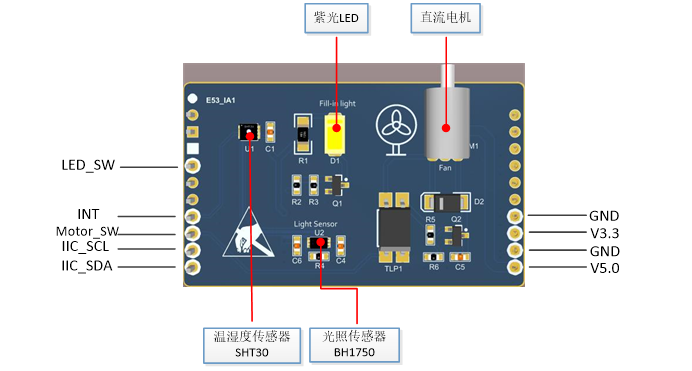 紫光LED
直流电机
E53_IA1
Fill-in light
U1
C1
R1
D1
M1
Fan
LED_SW
R2
R3
Q1
INT
Motor_SW
IIC_SCL
IIC_SDA
Light Sensor
U2
C6
R4
C4
TLP1
R5
Q2
D2
R6
C5
GND
V3.3
GND
V5.0
温湿度传感器
SHT30
光照传感器
BH1750